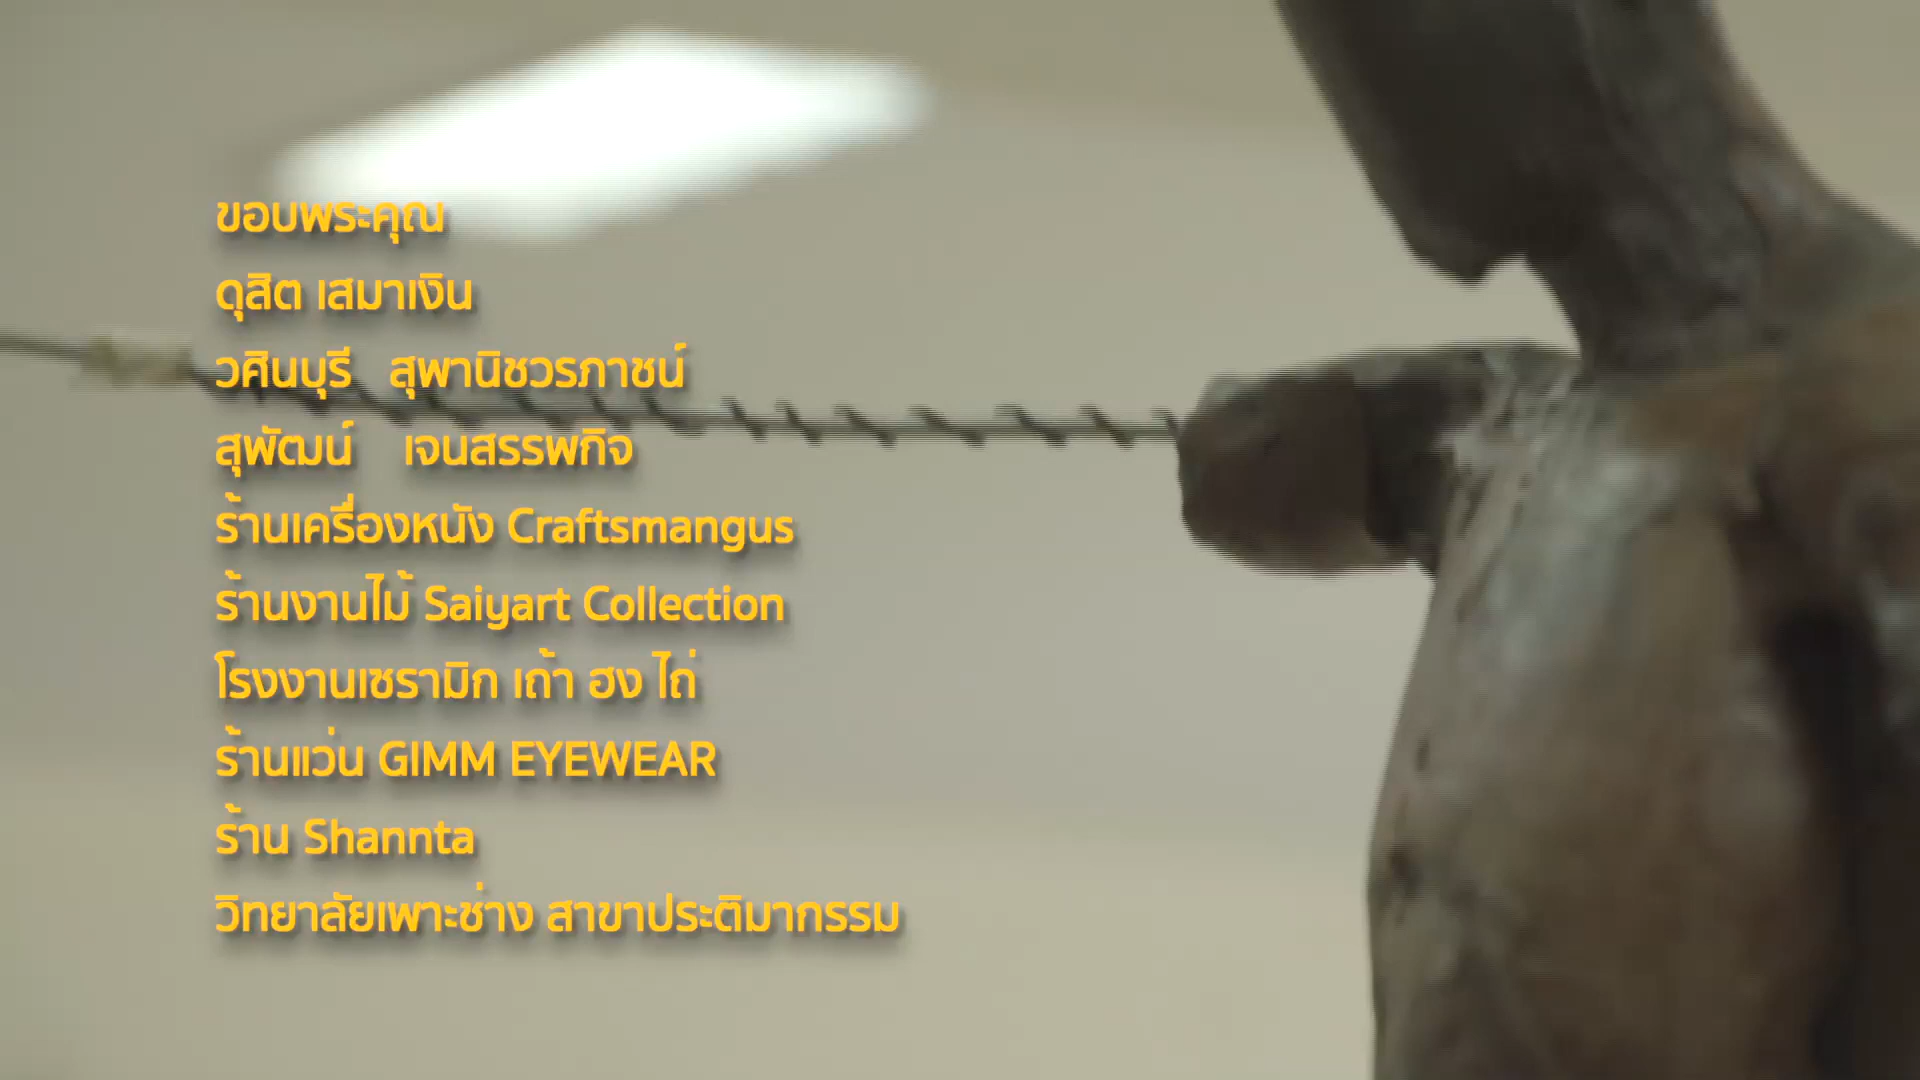 ขอบพระคุณ
ดุสิต เสมาเงิน
วศินบุรี สุพานิชวรภาชน์
สุพัฒน์ เจนสรรพกิจ
ร้านเครื่องหนัง Craftsmangus
ร้านงานไม้ Saiyart Collection
โรงงานเซรามิก เถ้า ฮง ไถ่
ร้านแว่น GIMM EYEWEAR
ร้าน Shannta
วิทยาลัยเพาะช่าง สาขาประติมากรรม